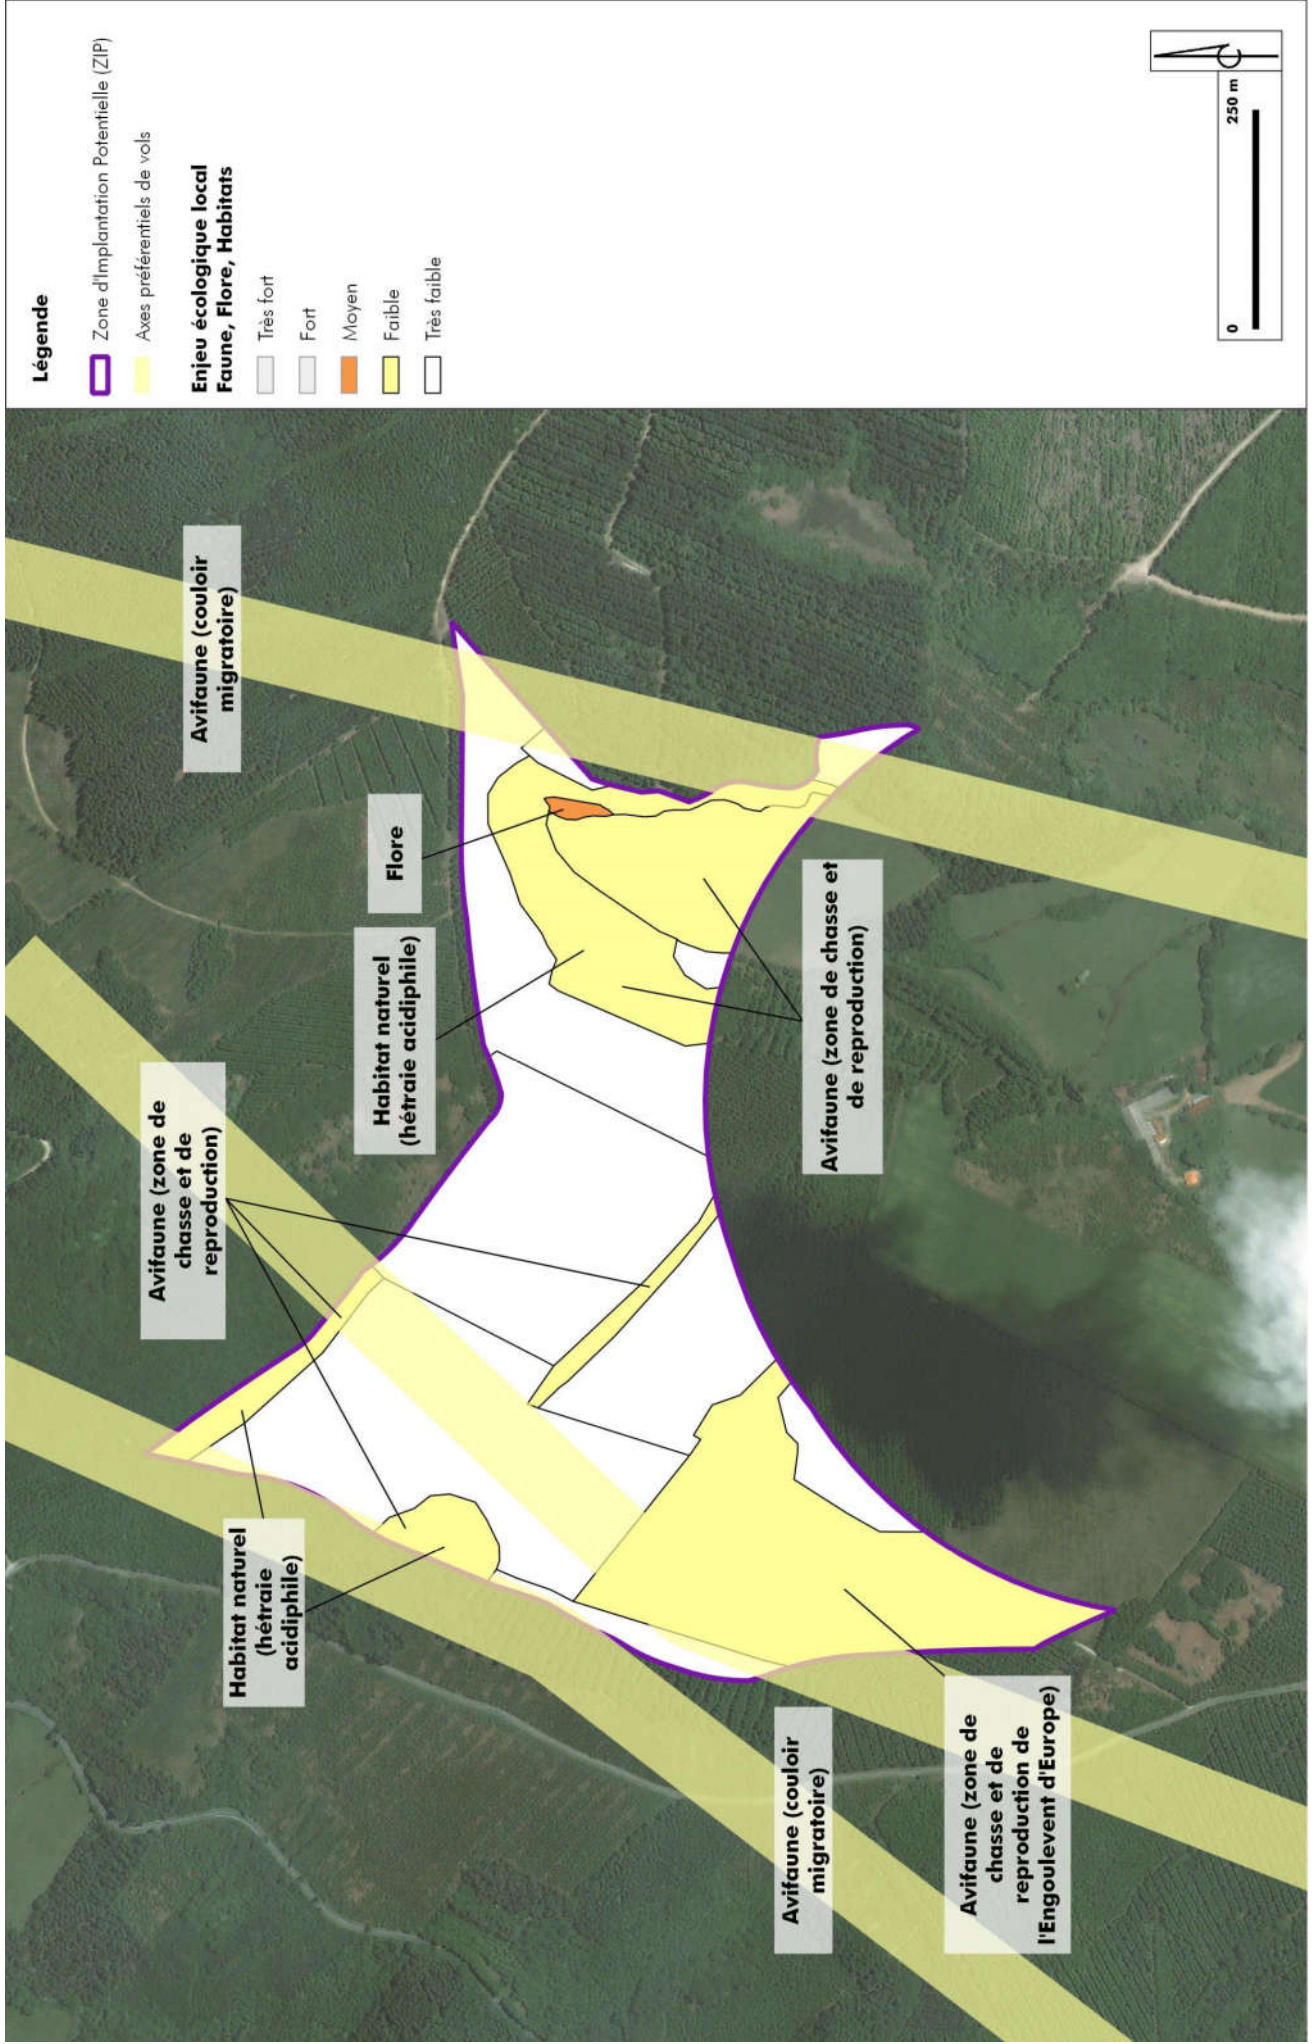 Légende
Zone d'Implantation Potentielle (ZIP)
Axes préférentiels de vols
Enjeu écologique local
Faune, Flore, Habitats
Très fort
Fort
Moyen
Faible
Très faible
0
250 m
Avifaune (couloir
migratoire)
Flore
Habitat naturel
(hétraie acidiphile)
Avifaune (zone de chasse et
de reproduction)
Avifaune (zone de
chasse et de
reproduction)
Habitat naturel
(hétraie
acidiphile)
Avifaune (couloir
migratoire)
Avifaune (zone de
chasse et de
reproduction de
l'Engoulevent d'Europe)